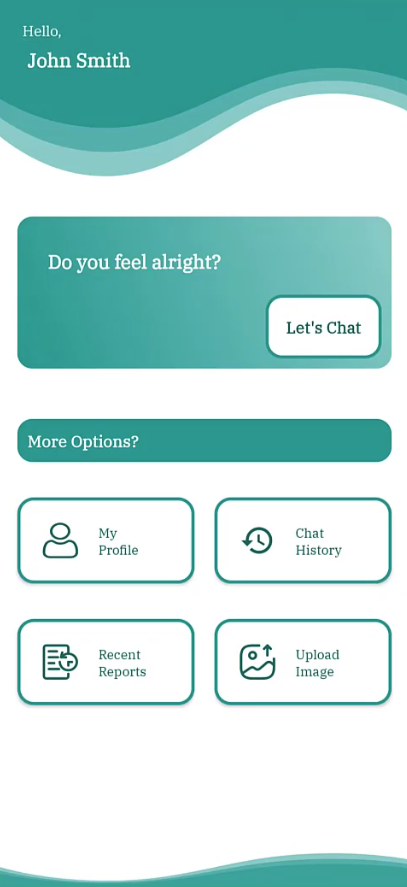 Hello,
John Smith
Do you feel alright?
Let's Chat
More Options?
My
Profile
Chat
History
Recent
Reports
Upload
Image